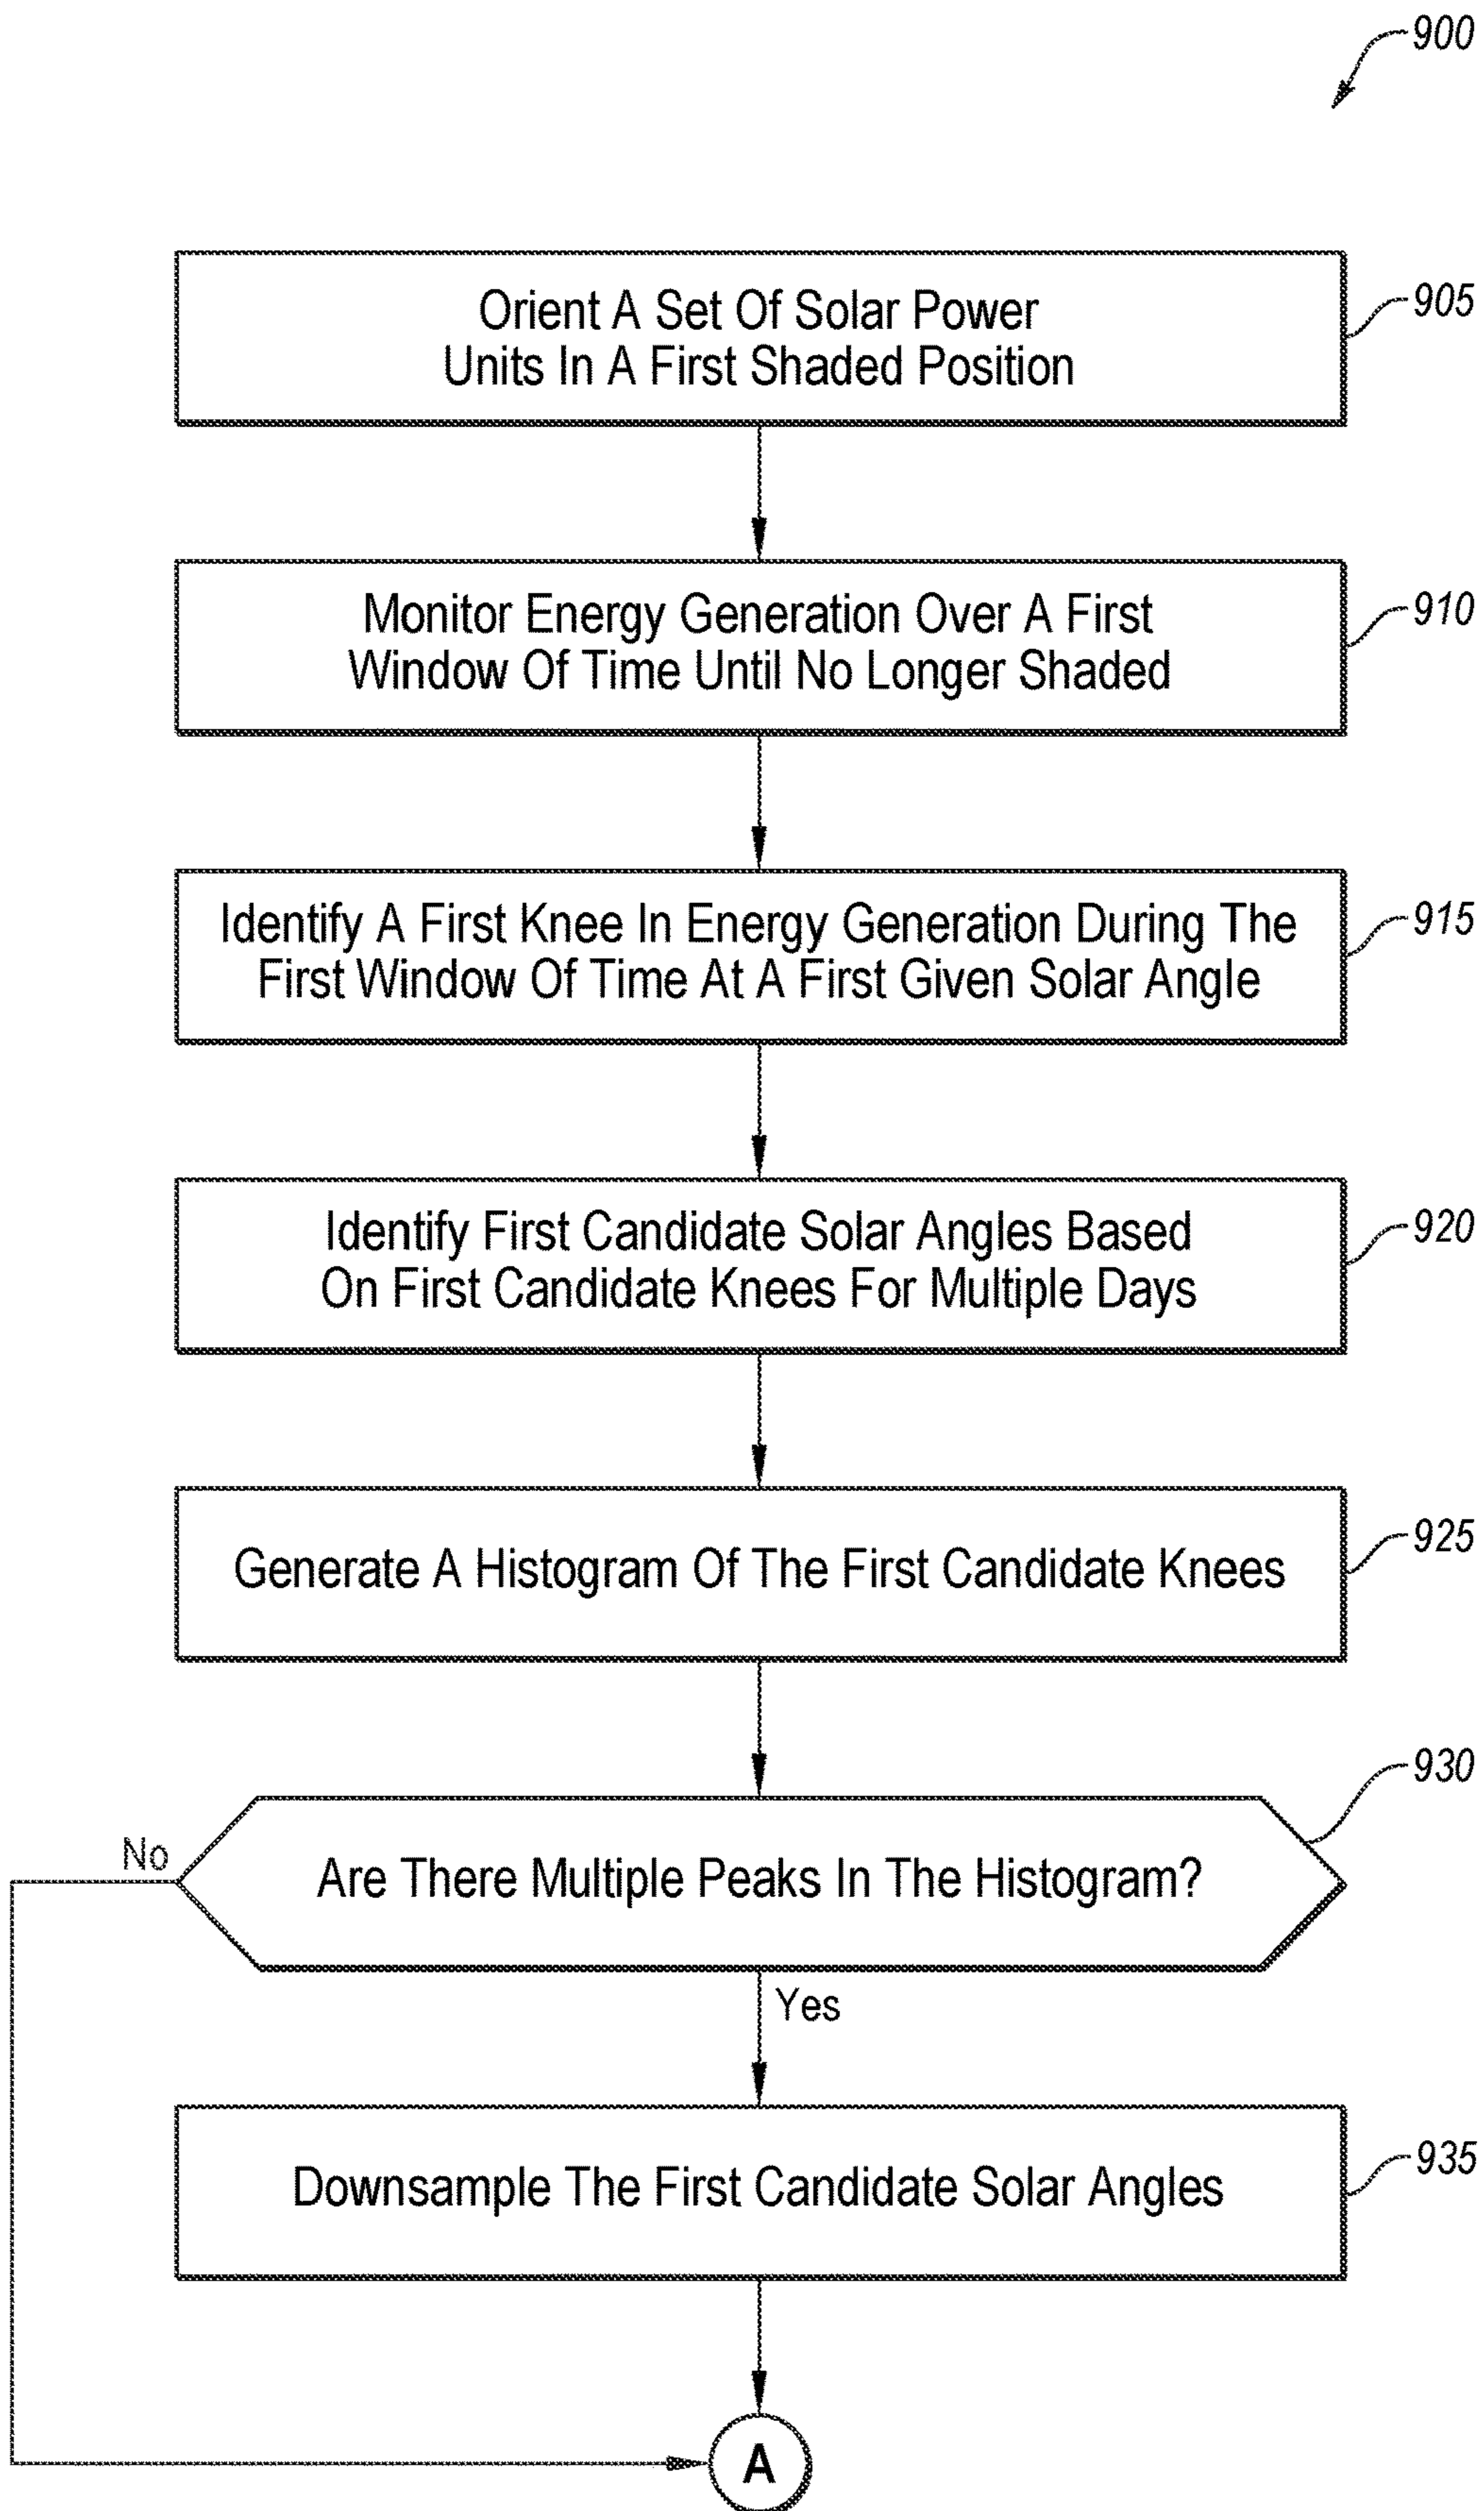 900
Orient A Set Of Solar Power
Units In A First Shaded Position
905
Monitor Energy Generation Over A First
Window Of Time Until No Longer Shaded
910
Identify A First Knee In Energy Generation During The
First Window Of Time At A First Given Solar Angle
915
Identify First Candidate Solar Angles Based
On First Candidate Knees For Multiple Days
920
Generate A Histogram Of The First Candidate Knees
925
930
No
Are There Multiple Peaks In The Histogram?
Yes
Downsample The First Candidate Solar Angles
935
A